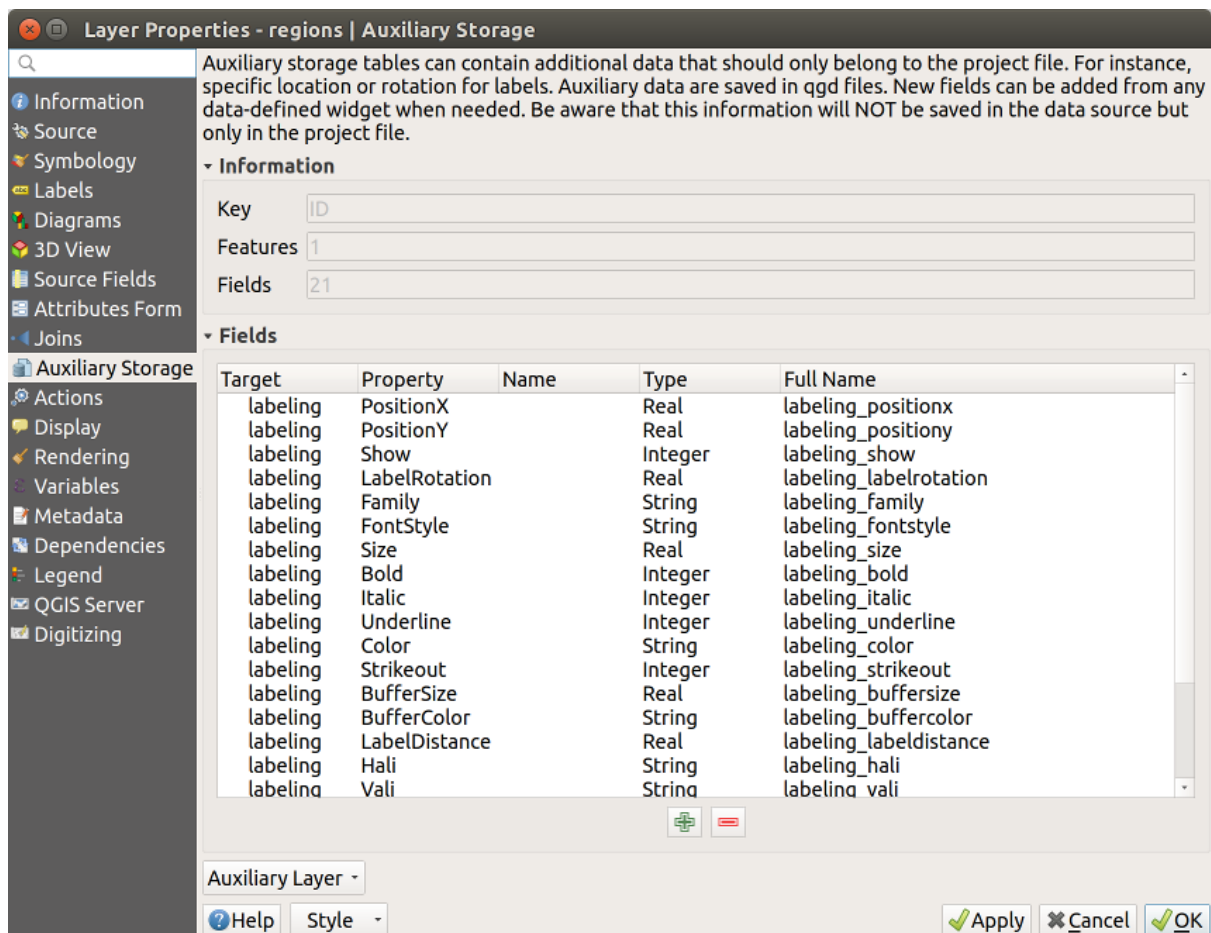 Layer Properties - regions | Auxiliary Storage
Information
Source
Symbology
Labels
Diagrams
3D View
Source Fields
Attributes Form
Joins
Auxiliary Storage
Actions
Display
Rendering
Variables
Metadata
Dependencies
Legend
QGIS Server
Digitizing
Auxiliary storage tables can contain additional data that should only belong to the project file. For instance,
specific location or rotation for labels. Auxiliary data are saved in qgd files. New fields can be added from any
data-defined widget when needed. Be aware that this information will NOT be saved in the data source but
only in the project file.
Information
Key ID
Features 1
Fields 21
Fields
Target Property Name Type Full Name
labeling PositionX Real labeling_positionx
labeling PositionY Real labeling_positiony
labeling Show Integer labeling_show
labeling LabelRotation Real labeling_labelrotation
labeling Family String labeling_family
labeling FontStyle String labeling_fontstyle
labeling Size Real labeling_size
labeling Bold Integer labeling_bold
labeling Italic Integer labeling_italic
labeling Underline Integer labeling_underline
labeling Color String labeling_color
labeling Strikeout Integer labeling_strikeout
labeling BufferSize Real labeling_buffersize
labeling BufferColor String labeling_buffercolor
labeling LabelDistance Real labeling_labeldistance
labeling Hali String labeling_hali
labeling Vali String labeling_vali
Auxiliary Layer
Help Style Apply Cancel OK